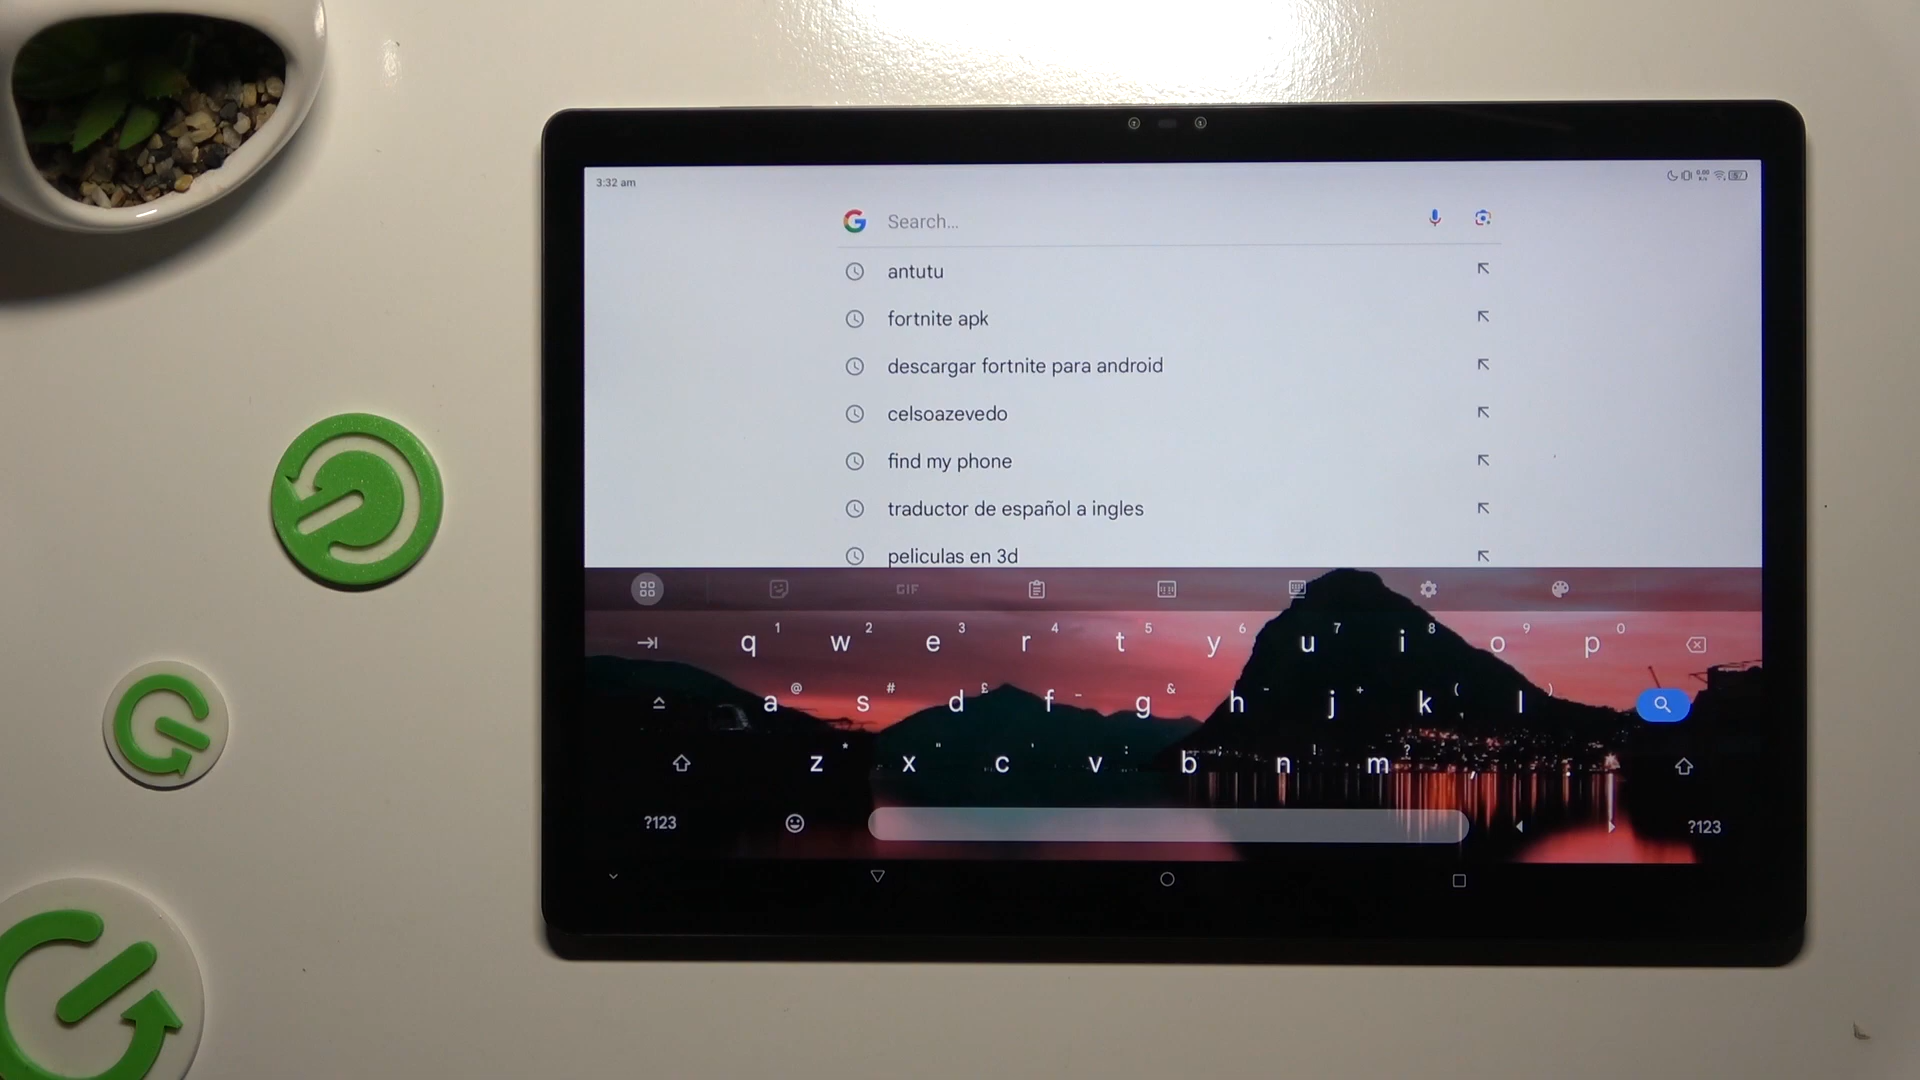 3:32 am
Search...
antutu
fortnite apk
descargar fortnite para android
celsoazevedo
find my phone
traductor de español a ingles
peliculas en 3d
GIF
q 1 w 2 e 3 r 4 t 5 y 6 u 7 i 8 o 9 p 0
a @ s # d £ f _ g & h - j + k ( l )
z * x " c ' v : b ; n ! m ? , .
?123 ?123